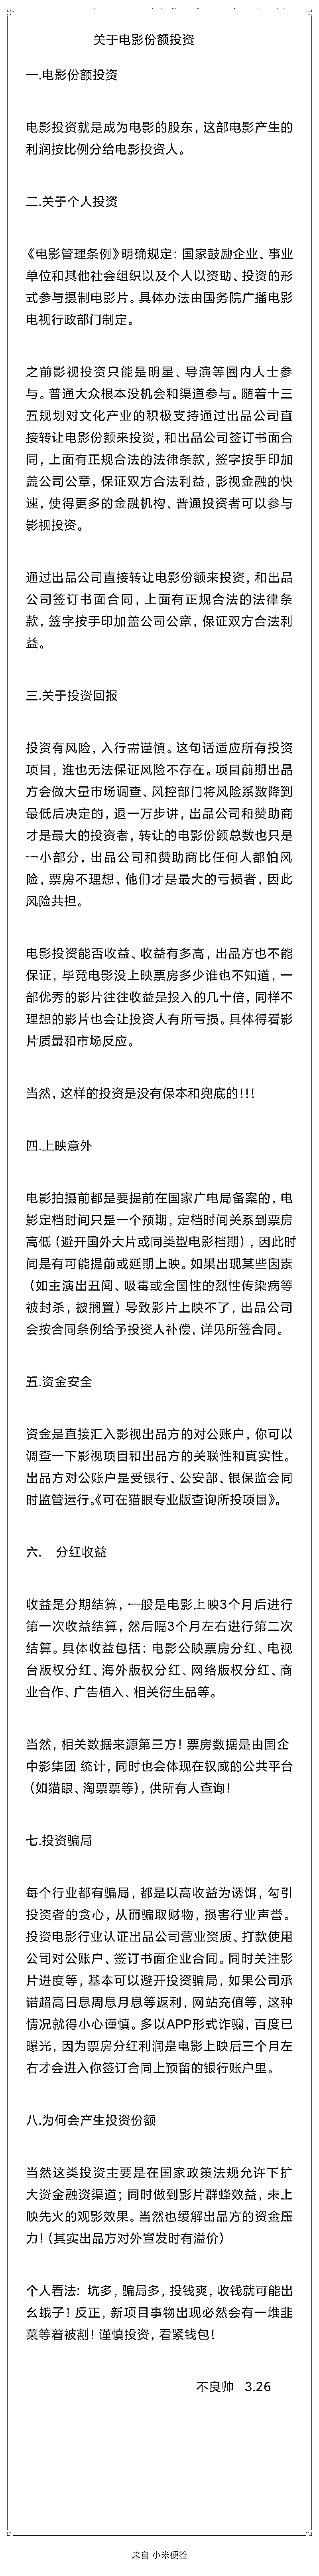 关于电影份额投资
一.电影份额投资
电影投资就是成为电影的股东，这部电影产生的
利润按比例分给电影投资人。
二.关于个人投资
《电影管理条例》明确规定：国家鼓励企业、事业
单位和其他社会组织以及个人以资助、投资的形
式参与摄制电影片。具体办法由国务院广播电影
电视行政部门制定。
之前影视投资只能是明星、导演等圈内人士参
与。普通大众根本没机会和渠道参与。随着十三
五规划对文化产业的积极支持通过出品公司直
接转让电影份额来投资，和出品公司签订书面合
同，上面有正规合法的法律条款，签字按手印加
盖公司公章，保证双方合法利益，影视金融的快
速，使得更多的金融机构、普通投资者可以参与
影视投资。
通过出品公司直接转让电影份额来投资，和出品
公司签订书面合同，上面有正规合法的法律条
款，签字按手印加盖公司公章，保证双方合法利
益。
三.关于投资回报
投资有风险，入行需谨慎。这句话适应所有投资
项目，谁也无法保证风险不存在。项目前期出品
方会做大量市场调查、风控部门将风险系数降到
最低后决定的，退一万步讲，出品公司和赞助商
才是最大的投资者，转让的电影份额总数也只是
一小部分，出品公司和赞助商比任何人都怕风
险，票房不理想，他们才是最大的亏损者，因此
风险共担。
电影投资能否收益、收益有多高，出品方也不能
保证，毕竟电影没上映票房多少谁也不知道，一
部优秀的影片往往收益是投入的几十倍，同样不
理想的影片也会让投资人有所亏损。具体得看影
片质量和市场反应。
当然，这样的投资是没有保本和兜底的!!!
四.上映意外
电影拍摄前都是要提前在国家广电局备案的，电
影定档时间只是一个预期，定档时间关系到票房
高低（避开国外大片或同类型电影档期），因此时
间是有可能提前或延期上映。如果出现某些因素
（如主演出丑闻、吸毒或全国性的烈性传染病等
被封杀，被搁置）导致影片上映不了，出品公司
会按合同条例给予投资人补偿，详见所签合同。
五.资金安全
资金是直接汇入影视出品方的对公账户，你可以
调查一下影视项目和出品方的关联性和真实性。
出品方对公账户是受银行、公安部、银保监会同
时监管运行。《可在猫眼专业版查询所投项目》。
六. 分红收益
收益是分期结算，一般是电影上映3个月后进行
第一次收益结算，然后隔3个月左右进行第二次
结算。具体收益包括：电影公映票房分红、电视
台版权分红、海外版权分红、网络版权分红、商
业合作、广告植入、相关衍生品等。
当然，相关数据来源第三方！票房数据是由国企
中影集团 统计，同时也会体现在权威的公共平台
（如猫眼、淘票票等），供所有人查询！
七.投资骗局
每个行业都有骗局，都是以高收益为诱饵，勾引
投资者的贪心，从而骗取财物，损害行业声誉。
投资电影行业认证出品公司营业资质、打款使用
公司对公账户、签订书面企业合同。同时关注影
片进度等，基本可以避开投资骗局，如果公司承
诺超高日息周息月息等返利，网站充值等，这种
情况就得小心谨慎。多以APP形式诈骗，百度已
曝光，因为票房分红利润是电影上映后三个月左
右才会进入你签订合同上预留的银行账户里。
八.为何会产生投资份额
当然这类投资主要是在国家政策法规允许下扩
大资金融资渠道；同时做到影片群蜂效益，未上
映先火的观影效果。当然也缓解出品方的资金压
力！（其实出品方对外宣发时有溢价）
个人看法：坑多，骗局多，投钱爽，收钱就可能出
幺蛾子！反正，新项目事物出现必然会有一堆韭
菜等着被割！谨慎投资，看紧钱包！
不良帅 3.26
来自 小米便签